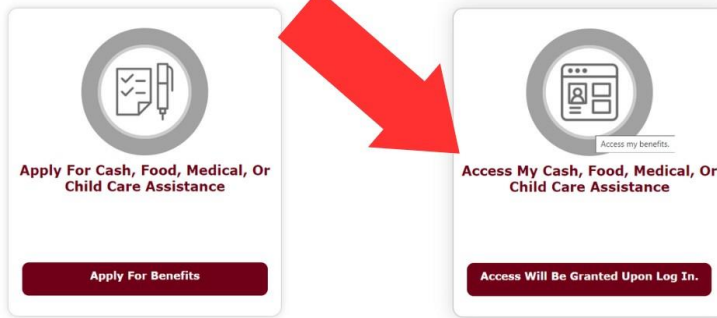 Apply For Cash, Food, Medical, Or
Child Care Assistance
Apply For Benefits
Access my benefits.
Access My Cash, Food, Medical, Or
Child Care Assistance
Access Will Be Granted Upon Log In.